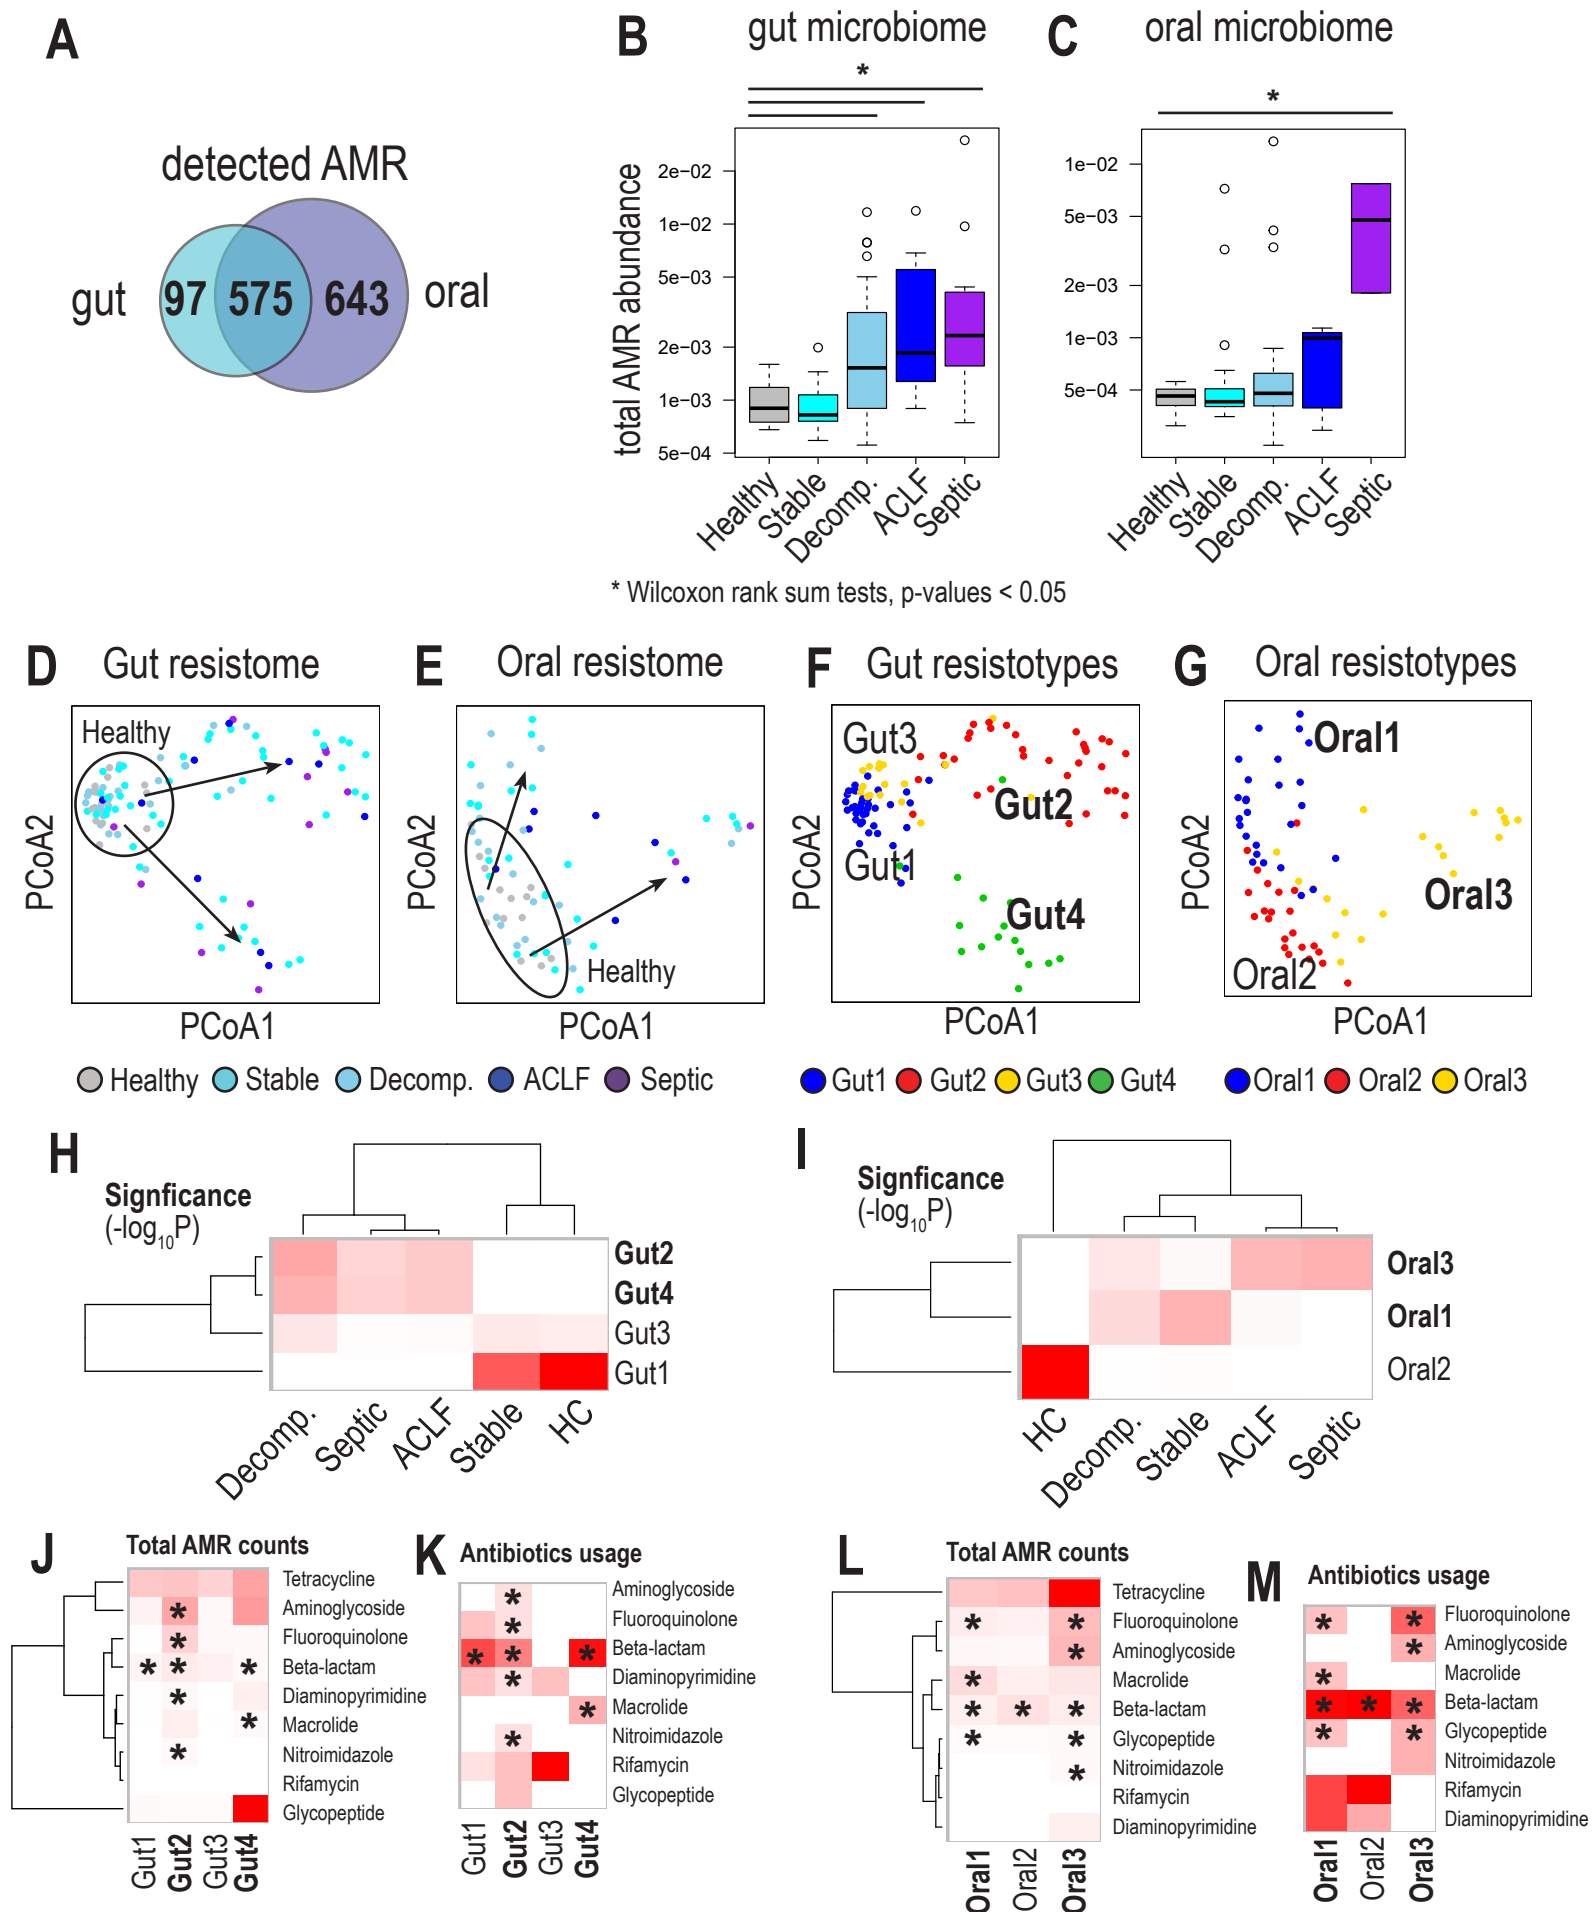 A
detected AMR
gut
97
575
643
oral
B
gut microbiome
*
total AMR abundance
2e−02
1e−02
5e−03
2e−03
1e−03
5e−04
Healthy
Stable
Decomp.
ACLF
Septic
C
oral microbiome
*
1e−02
5e−03
2e−03
1e−03
5e−04
Healthy
Stable
Decomp.
ACLF
Septic
* Wilcoxon rank sum tests, p-values < 0.05
D
Gut resistome
Healthy
PCoA2
PCoA1
E
Oral resistome
Healthy
PCoA2
PCoA1
Healthy
Stable
Decomp.
ACLF
Septic
F
Gut resistotypes
Gut3
Gut2
Gut1
Gut4
PCoA2
PCoA1
Gut1
Gut2
Gut3
Gut4
G
Oral resistotypes
Oral1
Oral3
Oral2
PCoA2
PCoA1
Oral1
Oral2
Oral3
H
Signficance
(-log10P)
Gut2
Gut4
Gut3
Gut1
Decomp.
Septic
ACLF
Stable
HC
I
Signficance
(-log10P)
Oral3
Oral1
Oral2
HC
Decomp.
Stable
ACLF
Septic
J
Total AMR counts
Tetracycline
* Aminoglycoside
* Fluoroquinolone
* * * Beta-lactam
* Diaminopyrimidine
* Macrolide
* Nitroimidazole
Rifamycin
Glycopeptide
Gut1
Gut2
Gut3
Gut4
K
Antibiotics usage
* Aminoglycoside
* Fluoroquinolone
* * * Beta-lactam
* Diaminopyrimidine
* Macrolide
* Nitroimidazole
Rifamycin
Glycopeptide
Gut1
Gut2
Gut3
Gut4
L
Total AMR counts
Tetracycline
* * Fluoroquinolone
* Aminoglycoside
* Macrolide
* * * Beta-lactam
* * Glycopeptide
* Nitroimidazole
Rifamycin
Diaminopyrimidine
Oral1
Oral2
Oral3
M
Antibiotics usage
* * Fluoroquinolone
* Aminoglycoside
* Macrolide
* * * Beta-lactam
* * Glycopeptide
Nitroimidazole
Rifamycin
Diaminopyrimidine
Oral1
Oral2
Oral3